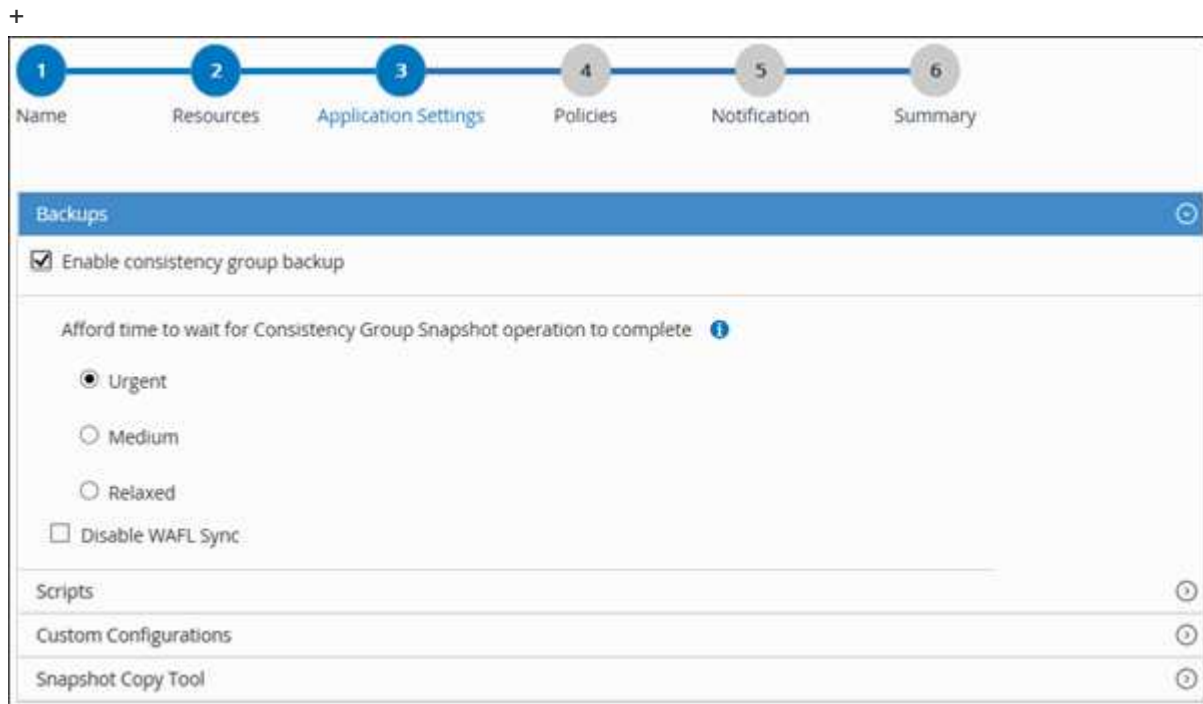 +
1 2 3 4 5 6
Name Resources Application Settings Policies Notification Summary
Backups
Enable consistency group backup
Afford time to wait for Consistency Group Snapshot operation to complete
Urgent
Medium
Relaxed
Disable WAFL Sync
Scripts
Custom Configurations
Snapshot Copy Tool